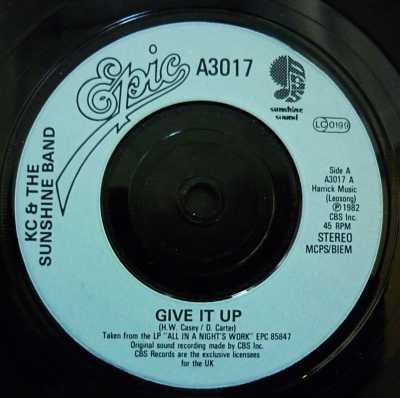 Epic
A3017
sunshine
sound
LC 0199
KC & THE
SUNSHINE BAND
Side A
A3017 A
Harrick Music
(Leosong)
℗ 1982
CBS Inc.
45 RPM
STEREO
MCPS/BIEM
GIVE IT UP
(H.W. Casey / D. Carter)
Taken from the LP "ALL IN A NIGHT'S WORK" EPC 85847
Original sound recording made by CBS Inc.
CBS Records are the exclusive licensees
for the UK